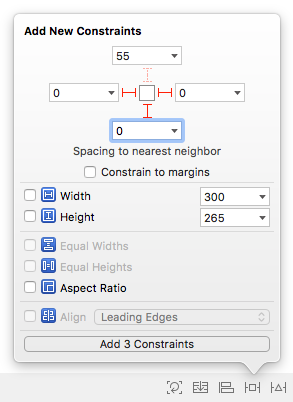 Add New Constraints
55
0
0
0
Spacing to nearest neighbor
Constrain to margins
Width 300
Height 265
Equal Widths
Equal Heights
Aspect Ratio
Align Leading Edges
Add 3 Constraints